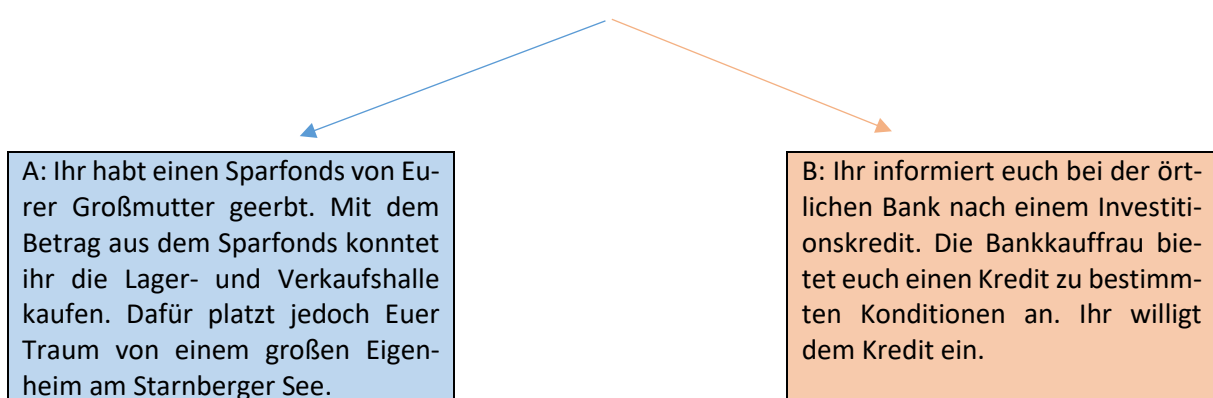 A: Ihr habt einen Sparfonds von Eu-
rer Großmutter geerbt. Mit dem
Betrag aus dem Sparfonds konntet
ihr die Lager- und Verkaufshalle
kaufen. Dafür platzt jedoch Euer
Traum von einem großen Eigen-
heim am Starnberger See.
B: Ihr informiert euch bei der ört-
lichen Bank nach einem Investiti-
onskredit. Die Bankkauffrau bie-
tet euch einen Kredit zu bestimm-
ten Konditionen an. Ihr willigt
dem Kredit ein.